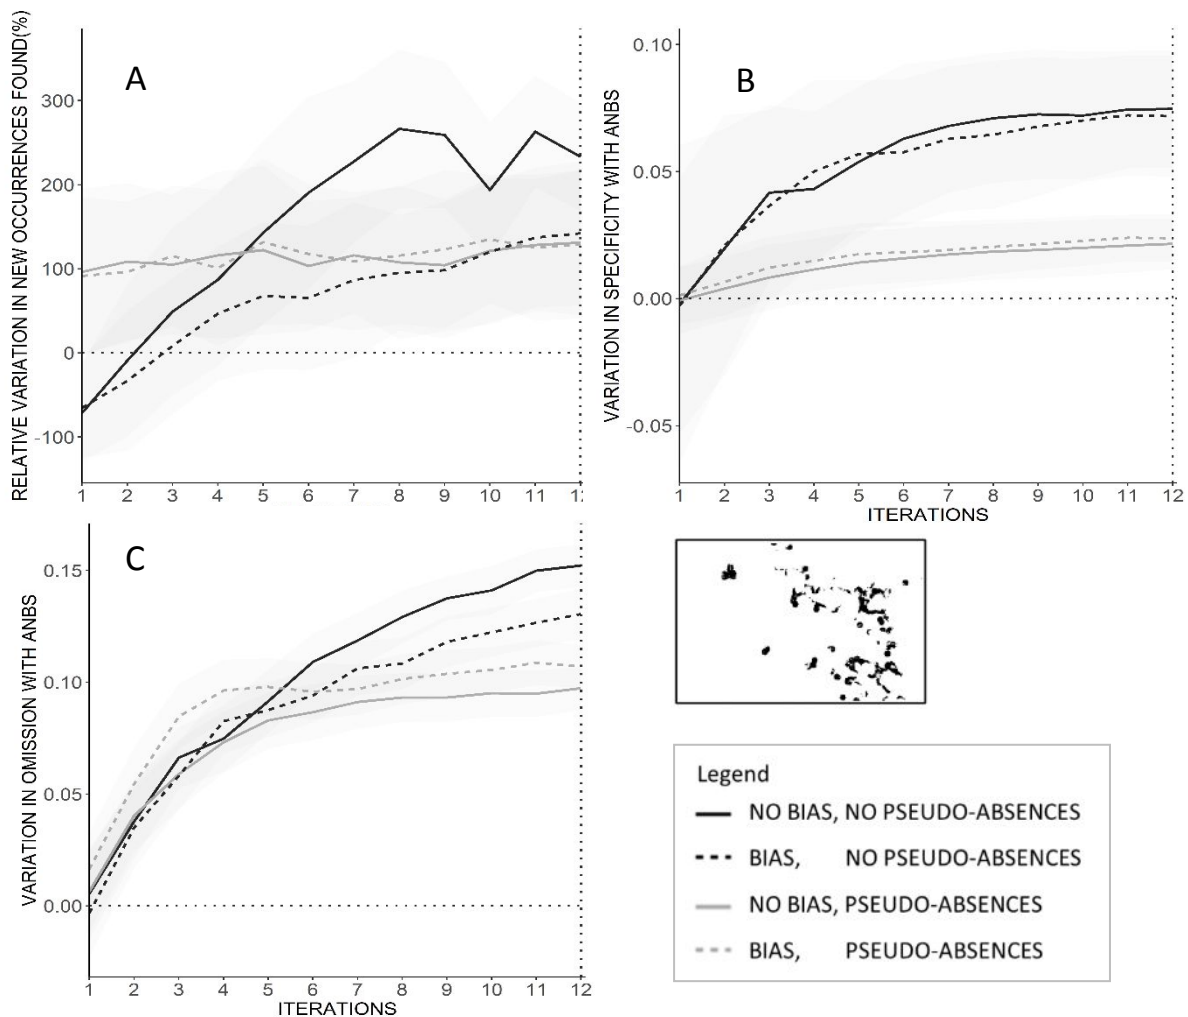 RELATIVE VARIATION IN NEW OCCURRENCES FOUND(%)
A
300
200
100
0
-100
1 2 3 4 5 6 7 8 9 10 11 1
VARIATION IN SPECIFICITY WITH ANBS
B
0.10
0.05
0.00
-0.05
1 2 3 4 5 6 7 8 9 10 11 12
ITERATIONS
VARIATION IN OMISSION WITH ANBS
C
0.15
0.10
0.05
0.00
1 2 3 4 5 6 7 8 9 10 11 12
ITERATIONS
Legend
NO BIAS, NO PSEUDO-ABSENCES
BIAS, NO PSEUDO-ABSENCES
NO BIAS, PSEUDO-ABSENCES
BIAS, PSEUDO-ABSENCES